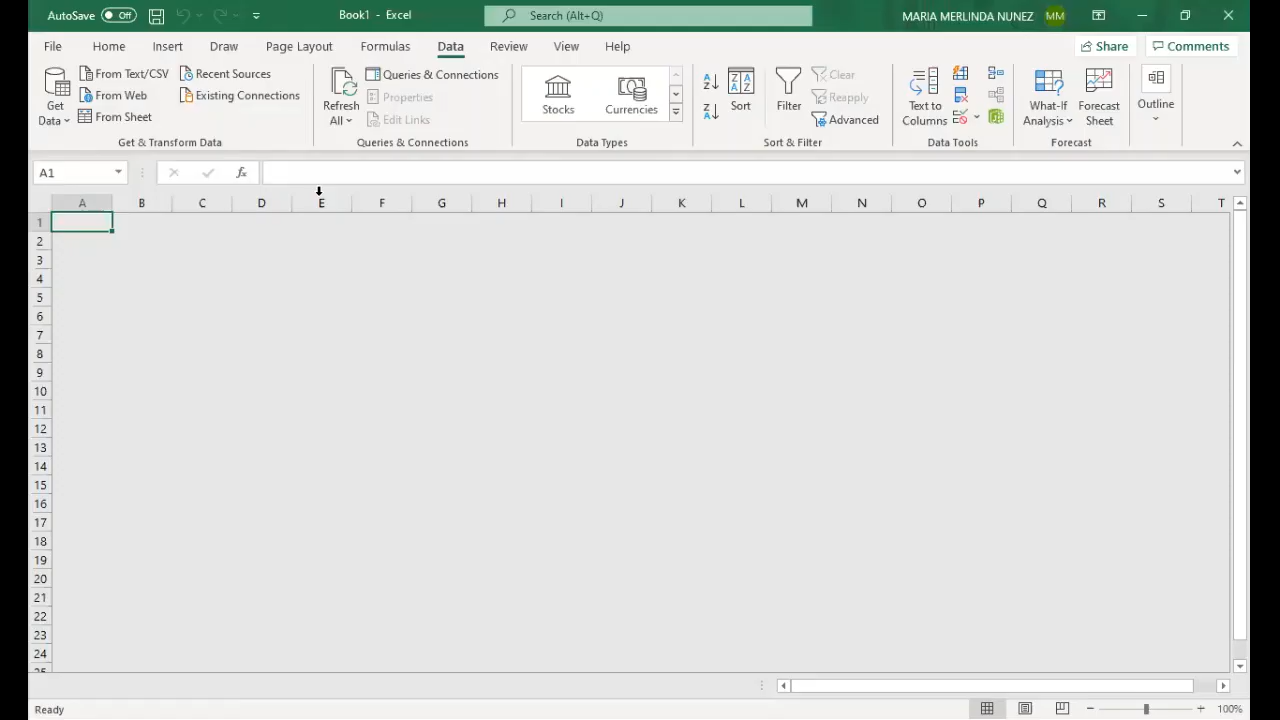 AutoSave Off Book1 - Excel Search (Alt+Q) MARIA MERLINDA NUNEZ MM
File Home Insert Draw Page Layout Formulas Data Review View Help Share Comments
Get Data
From Text/CSV
From Web
From Sheet
Recent Sources
Existing Connections
Get & Transform Data
Refresh All
Queries & Connections
Properties
Edit Links
Queries & Connections
Stocks Currencies
Data Types
A Z
Z A
Z A A Z
Sort
Filter
Clear
Reapply
Advanced
Sort & Filter
Text to Columns
Data Tools
What-If Analysis
Forecast Sheet
Forecast
Outline
A1 fx
A B C D E F G H I J K L M N O P Q R S T
1
2
3
4
5
6
7
8
9
10
11
12
13
14
15
16
17
18
19
20
21
22
23
24
25
Ready 100%